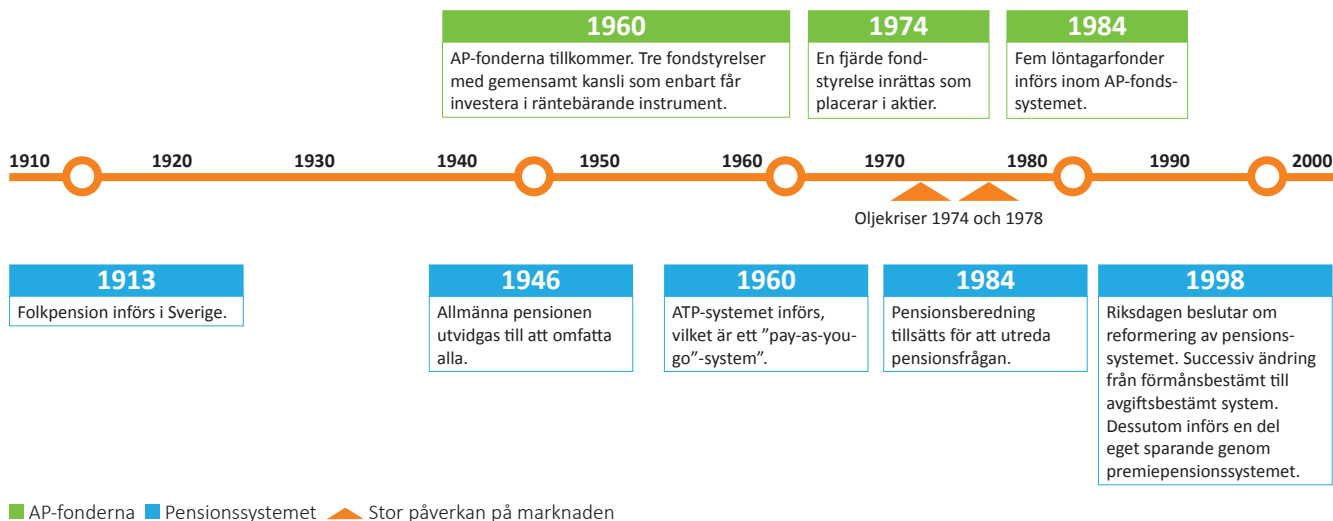 1960
AP-fonderna tillkommer. Tre fondstyrelser
med gemensamt kansli som enbart får
investera i räntebärande instrument.
1974
En fjärde fond-
styrelse inrättas som
placerar i aktier.
1984
Fem löntagarfonder
införs inom AP-fonds-
systemet.
1910 1920 1930 1940 1950 1960 1970 1980 1990 2000
Oljekriser 1974 och 1978
1913
Folkpension införs i Sverige.
1946
Allmänna pensionen
utvidgas till att omfatta
alla.
1960
ATP-systemet införs,
vilket är ett ”pay-as-you-
go”-system”.
1984
Pensionsberedning
tillsätts för att utreda
pensionsfrågan.
1998
Riksdagen beslutar om
reformering av pensions-
systemet. Successiv ändring
från förmånsbestämt till
avgiftsbestämt system.
Dessutom införs en del
eget sparande genom
premiepensionssystemet.
AP-fonderna Pensionssystemet Stor påverkan på marknaden